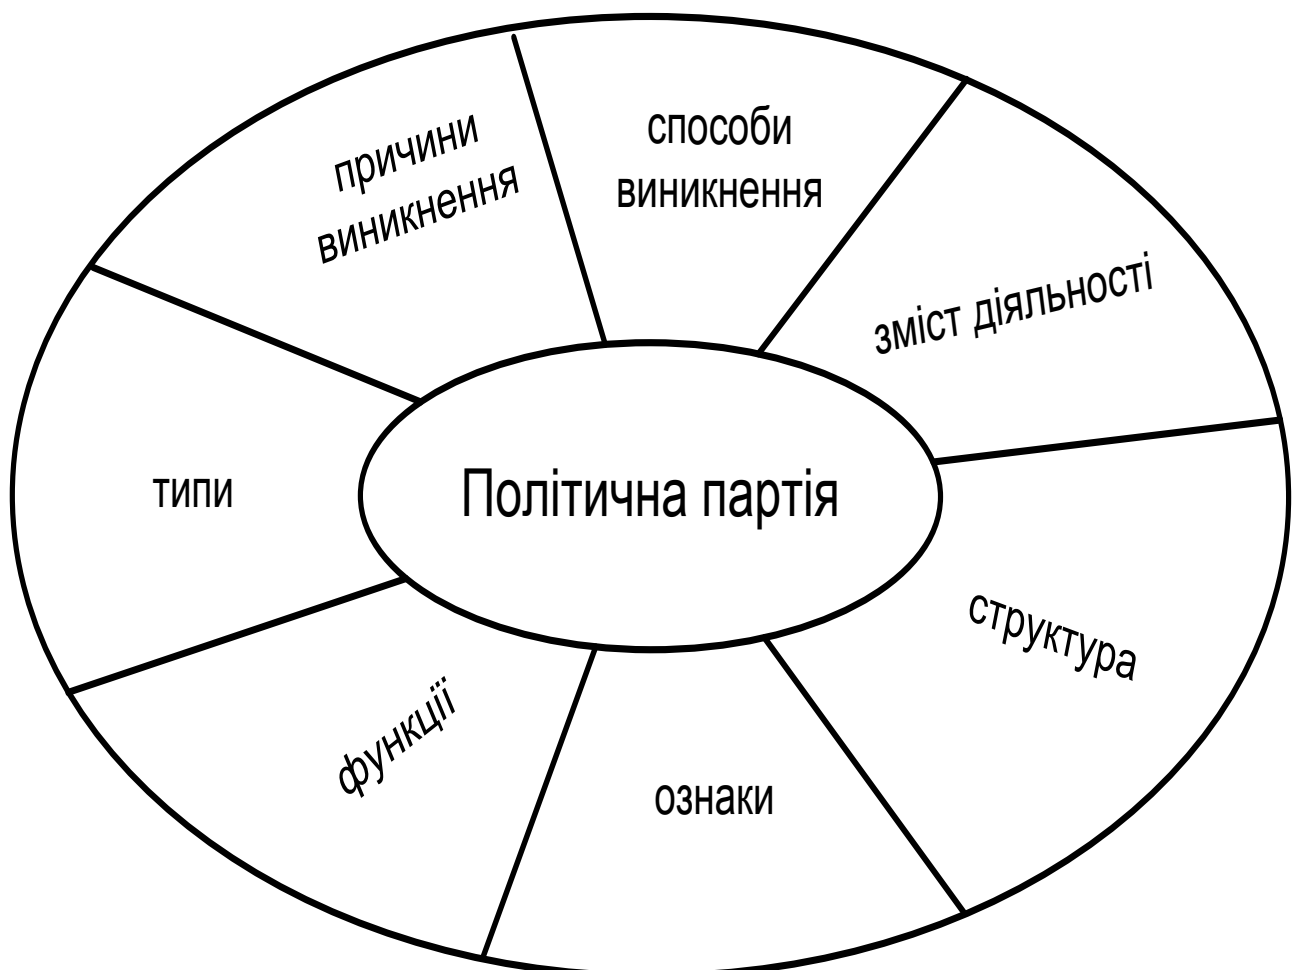 причини
виникнення
способи
виникнення
зміст діяльності
типи
Політична партія
структура
функції
ознаки